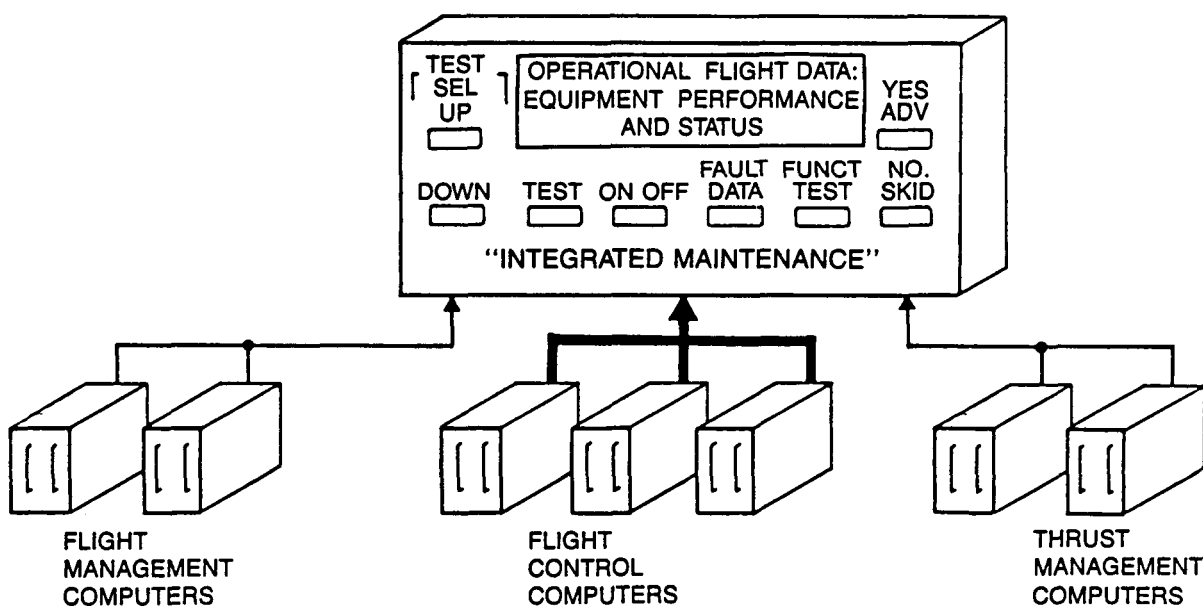 TEST
SEL
UP
OPERATIONAL FLIGHT DATA:
EQUIPMENT PERFORMANCE
AND STATUS
YES
ADV
DOWN
TEST
ON OFF
FAULT
DATA
FUNCT
TEST
NO.
SKID
"INTEGRATED MAINTENANCE"
FLIGHT
MANAGEMENT
COMPUTERS
FLIGHT
CONTROL
COMPUTERS
THRUST
MANAGEMENT
COMPUTERS